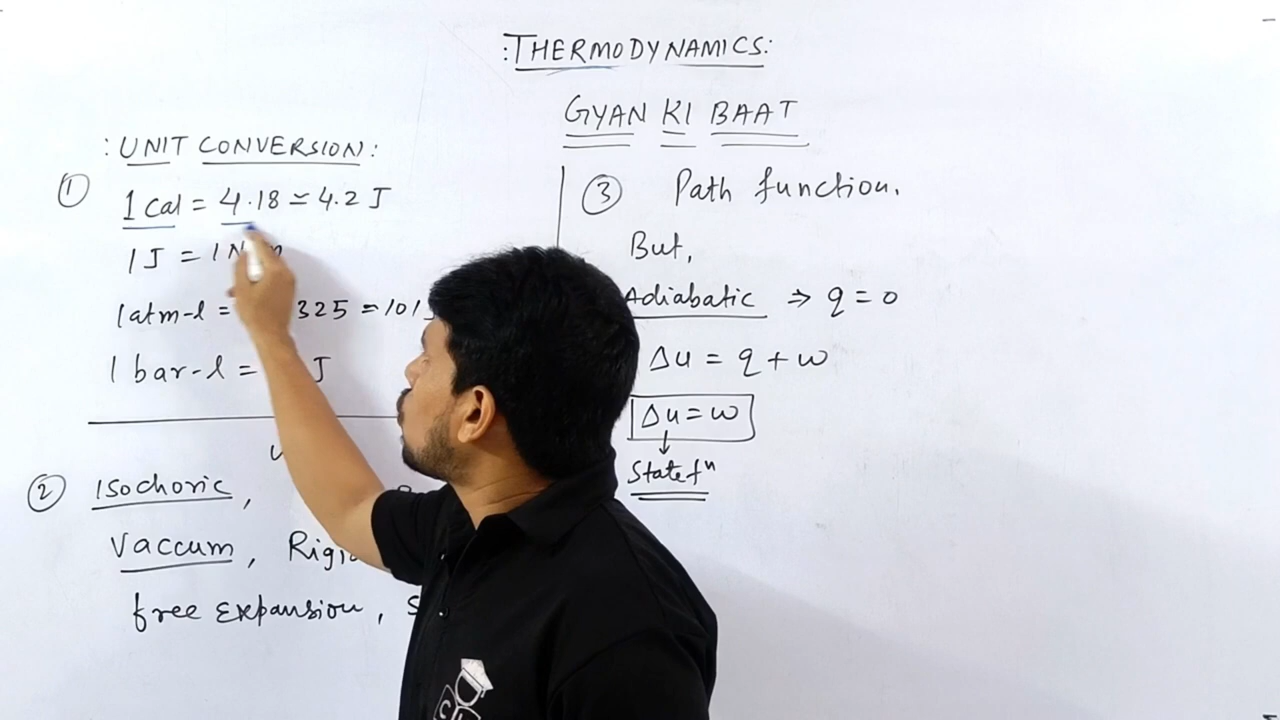 : THERMODYNAMICS:
GYAN KI BAAT
: UNIT CONVERSION:
① 1 Cal = 4.18 ≃ 4.2 J
1 J = 1 N m
1 atm-l = 325 = 101
1 bar-l = J
② Isochoric,
Vaccum, Rigi
free expansion, S
③ Path function.
But,
Adiabatic ⇒ q = 0
Δu = q + w
Δu = w
↓
State fⁿ